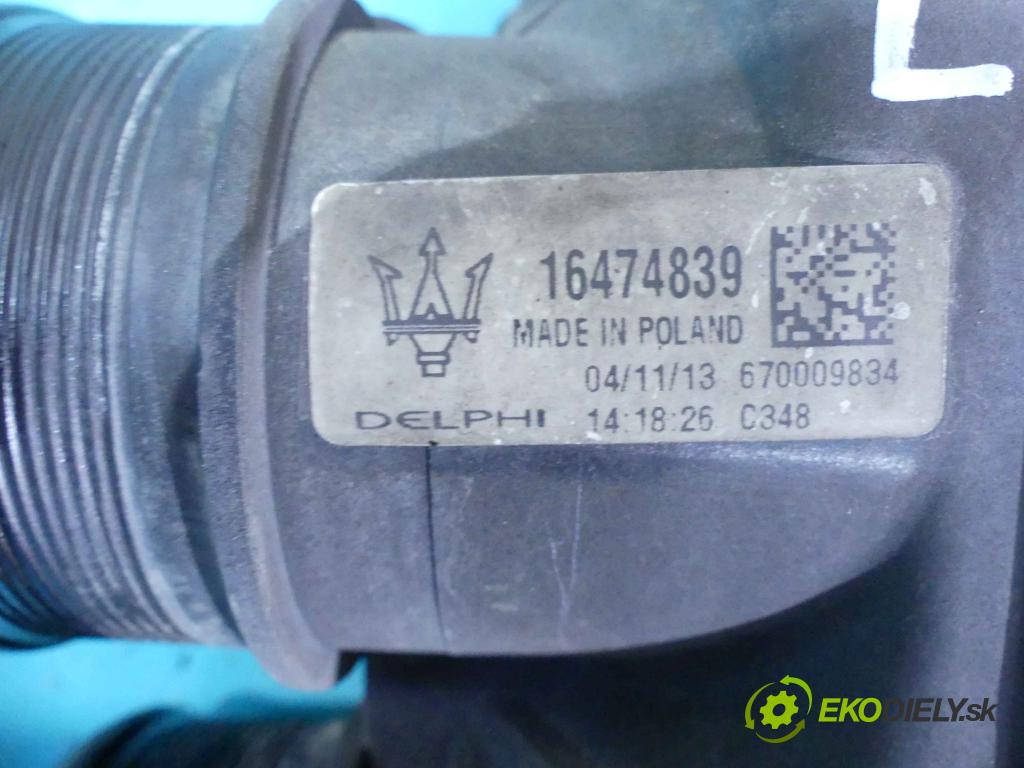 L
16474839
MADE IN POLAND
04/11/13 670009834
DELPHI 14:18:26 C348
EKODIELY.sk